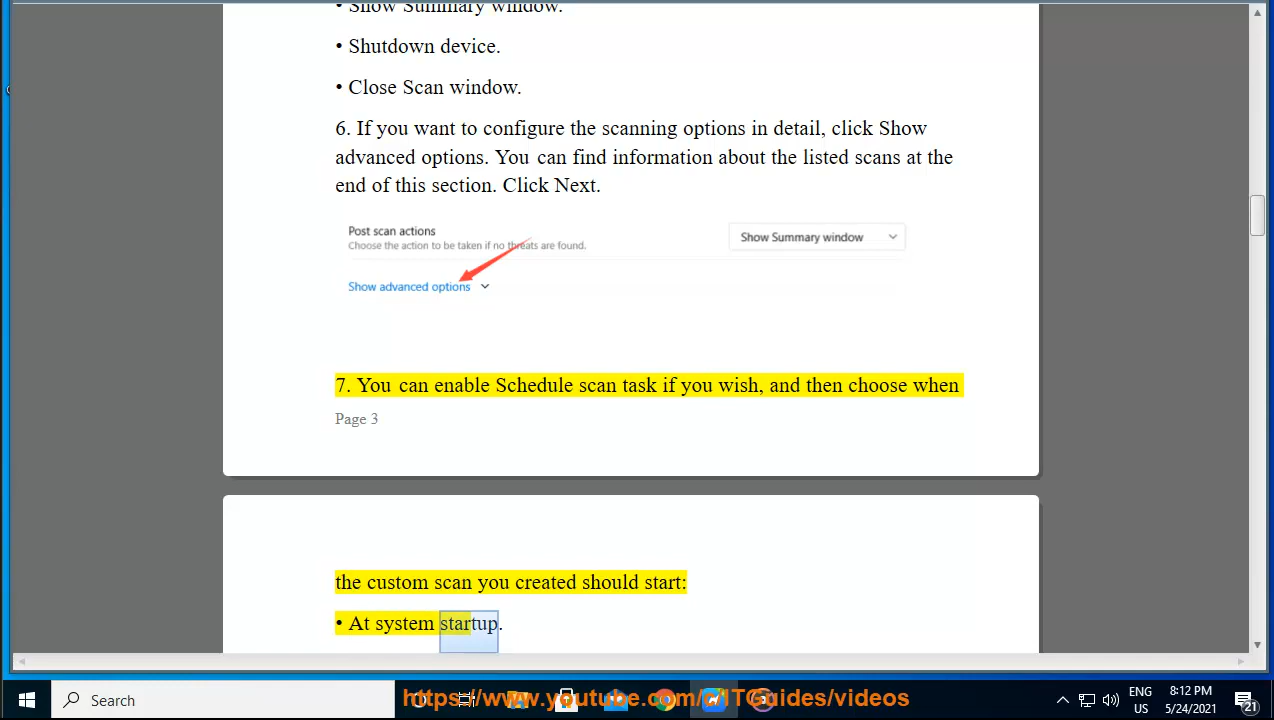 • Show Summary window.
• Shutdown device.
• Close Scan window.
6. If you want to configure the scanning options in detail, click Show
advanced options. You can find information about the listed scans at the
end of this section. Click Next.
Post scan actions
Choose the action to be taken if no threats are found.
Show Summary window
Show advanced options
7. You can enable Schedule scan task if you wish, and then choose when
Page 3
the custom scan you created should start:
• At system startup.
Search
https://www.youtube.com/c/ITGuides/videos
ENG
US
8:12 PM
5/24/2021
21